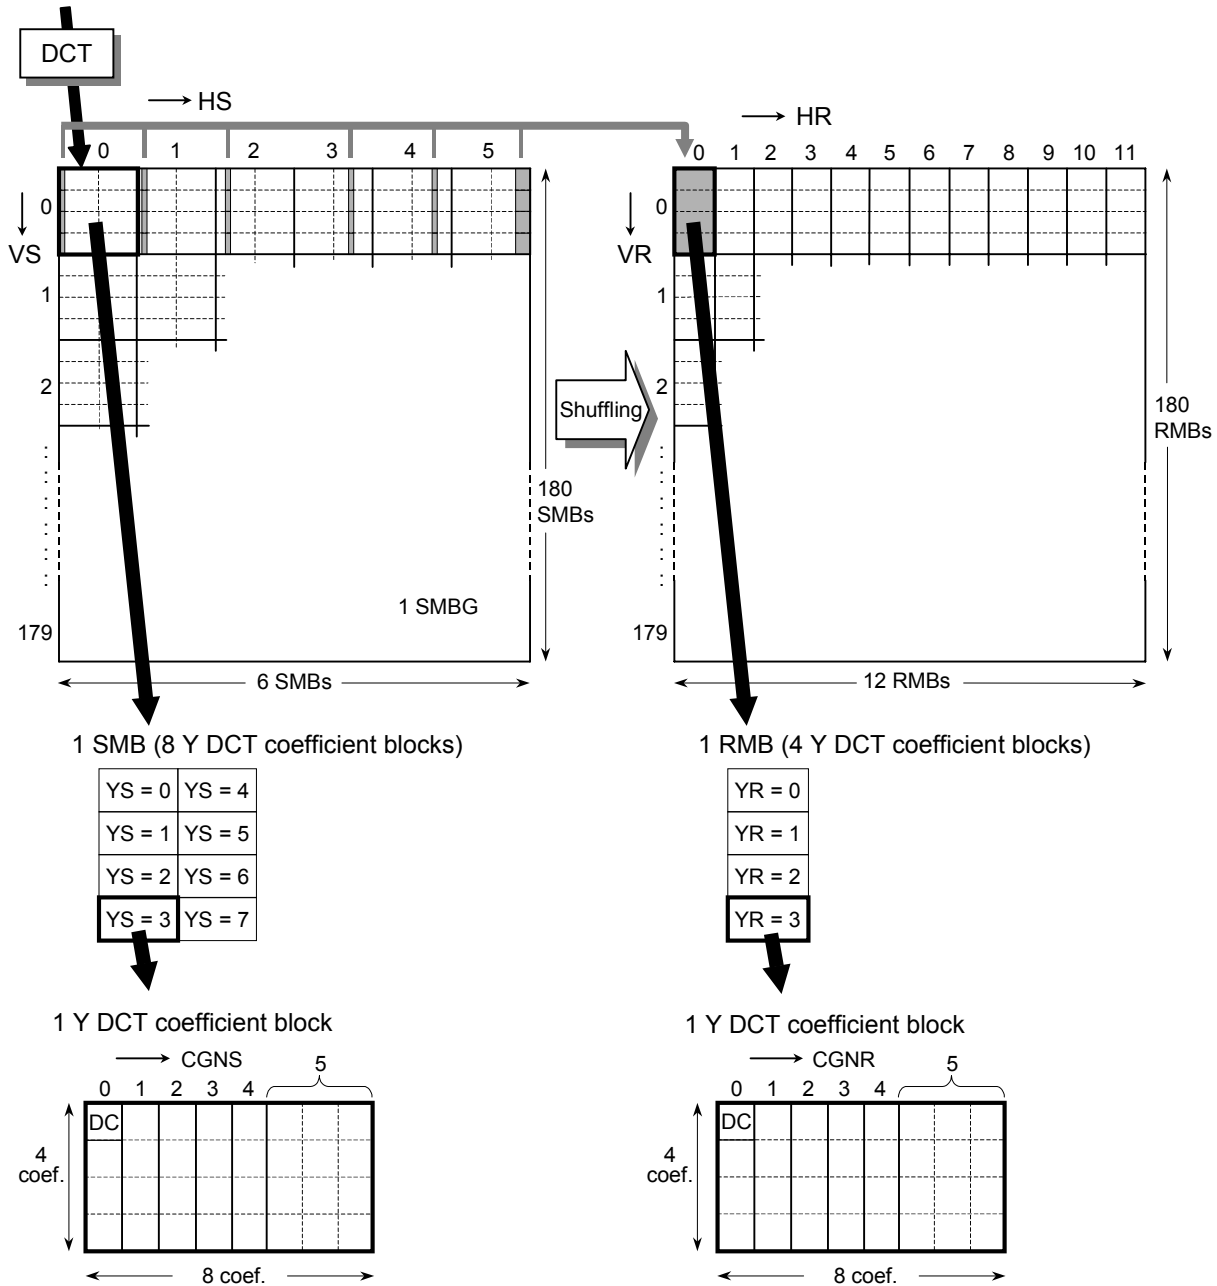 DCT
HS
HR
0 1 2 3 4 5
0 1 2 3 4 5 6 7 8 9 10 11
0
VS
1
2
179
0
VR
1
2
179
Shuffling
180
SMBs
180
RMBs
1 SMBG
6 SMBs
12 RMBs
1 SMB (8 Y DCT coefficient blocks)
YS = 0 YS = 4
YS = 1 YS = 5
YS = 2 YS = 6
YS = 3 YS = 7
1 RMB (4 Y DCT coefficient blocks)
YR = 0
YR = 1
YR = 2
YR = 3
1 Y DCT coefficient block
CGNS
5
0 1 2 3 4
DC
4
coef.
8 coef.
1 Y DCT coefficient block
CGNR
5
0 1 2 3 4
DC
4
coef.
8 coef.